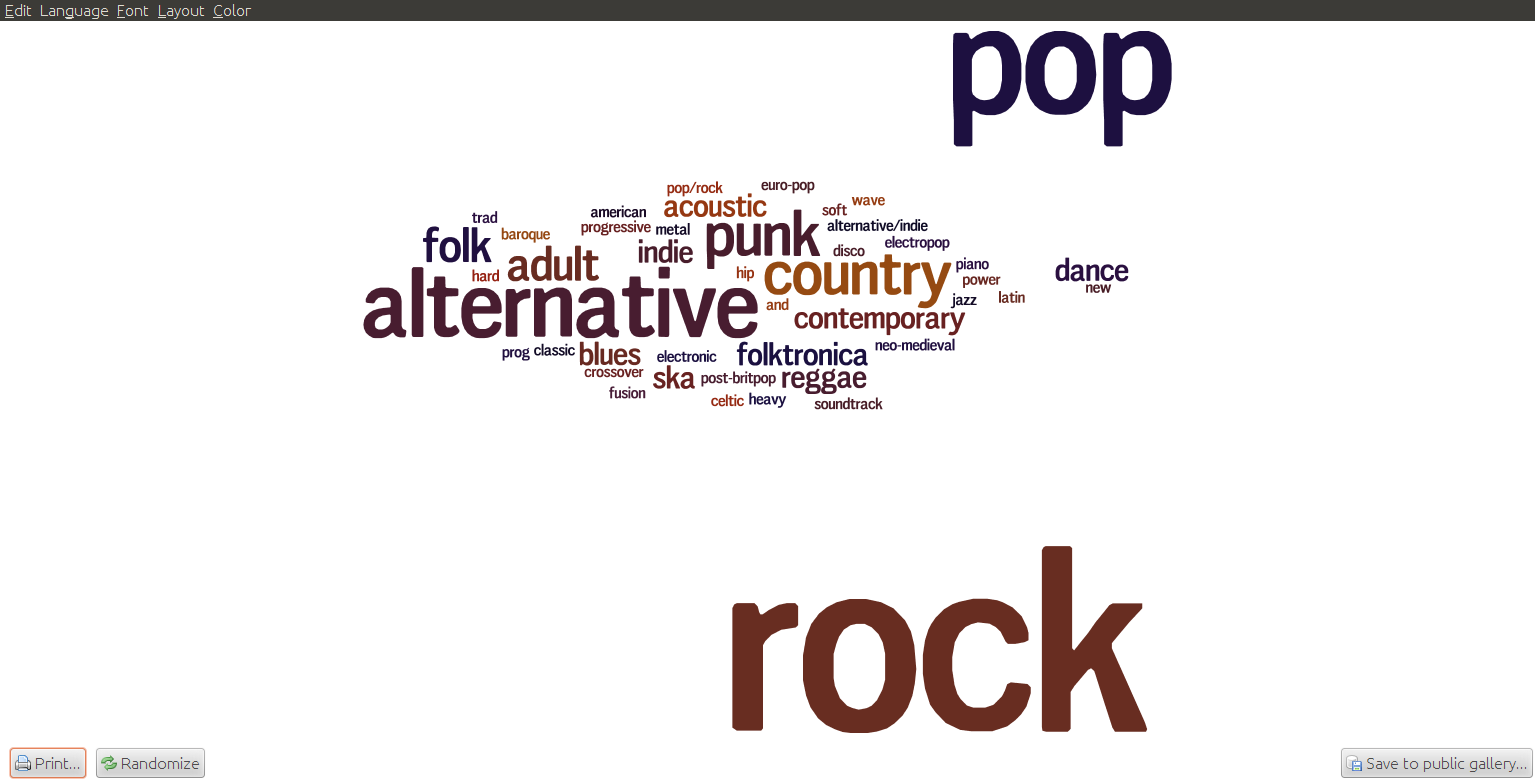 Edit Language Font Layout Color
pop
pop/rock
euro-pop
acoustic
wave
american
soft
trad
progressive
metal
punk
alternative/indie
folk
baroque
indie
disco
electropop
hard
adult
hip
country
piano
dance
power
new
alternative
and
jazz
latin
contemporary
prog
classic
blues
electronic
folktronica
neo-medieval
crossover
ska
post-britpop
reggae
fusion
celtic
heavy
soundtrack
rock
Print... Randomize Save to public gallery...